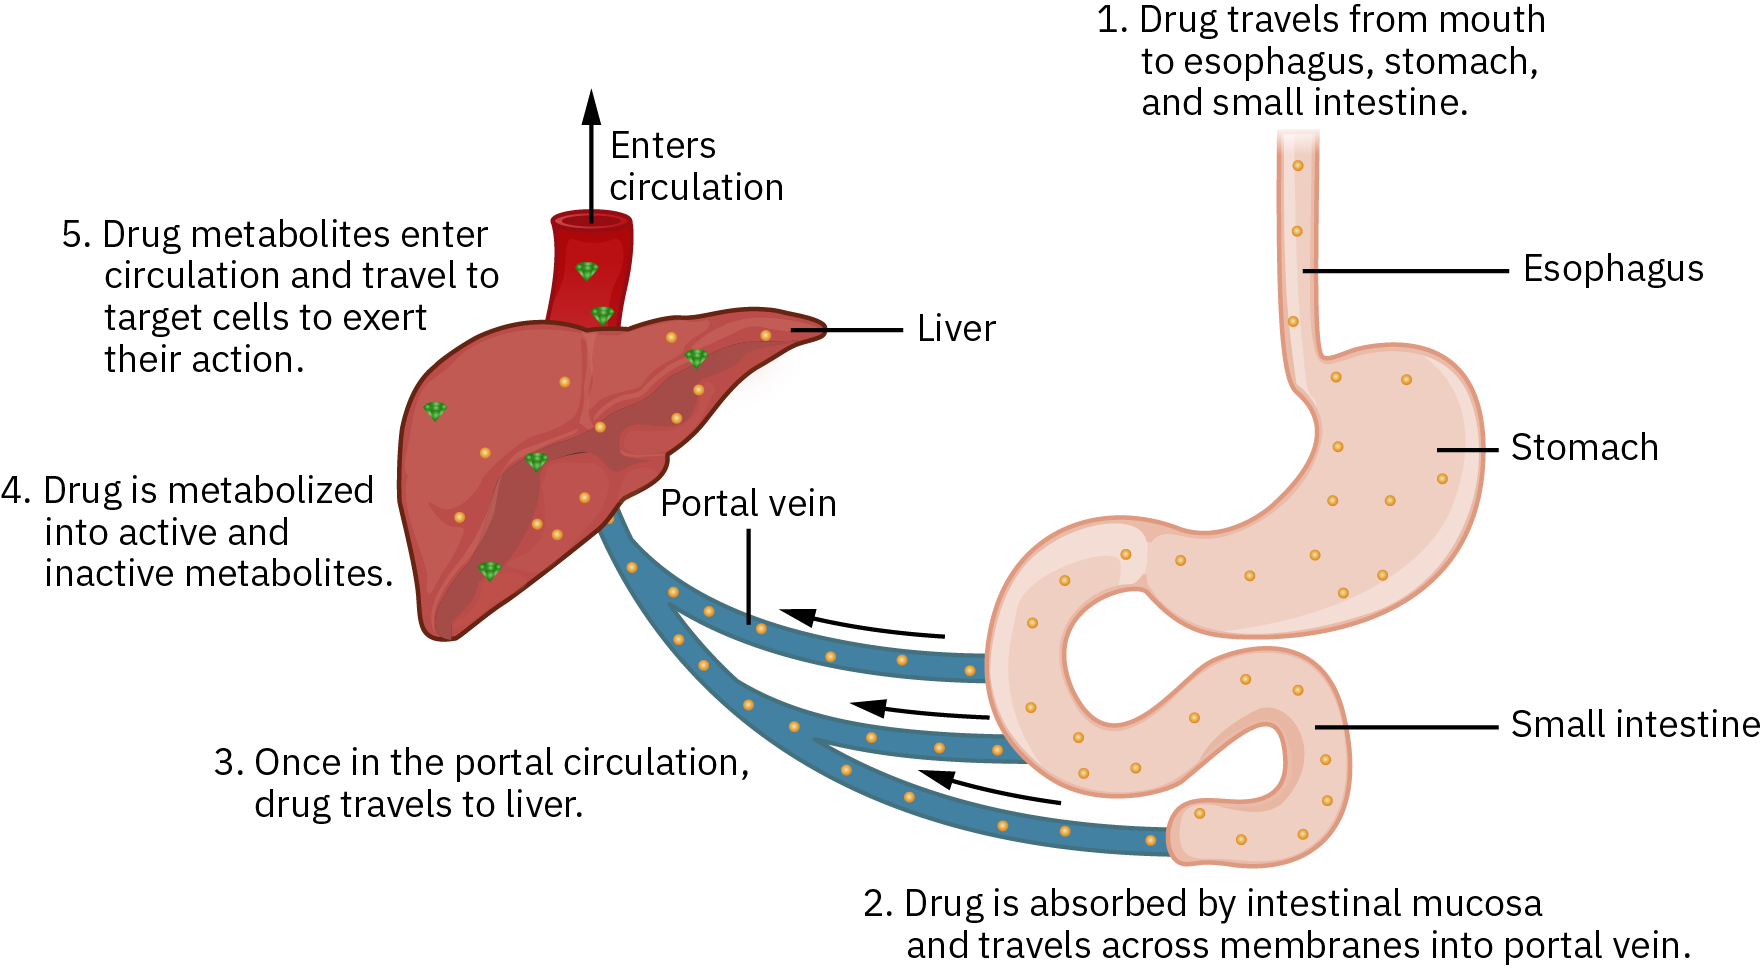 1. Drug travels from mouth
to esophagus, stomach,
and small intestine.
Enters
circulation
5. Drug metabolites enter
circulation and travel to
target cells to exert
their action.
Esophagus
Liver
Stomach
4. Drug is metabolized
into active and
inactive metabolites.
Portal vein
Small intestine
3. Once in the portal circulation,
drug travels to liver.
2. Drug is absorbed by intestinal mucosa
and travels across membranes into portal vein.